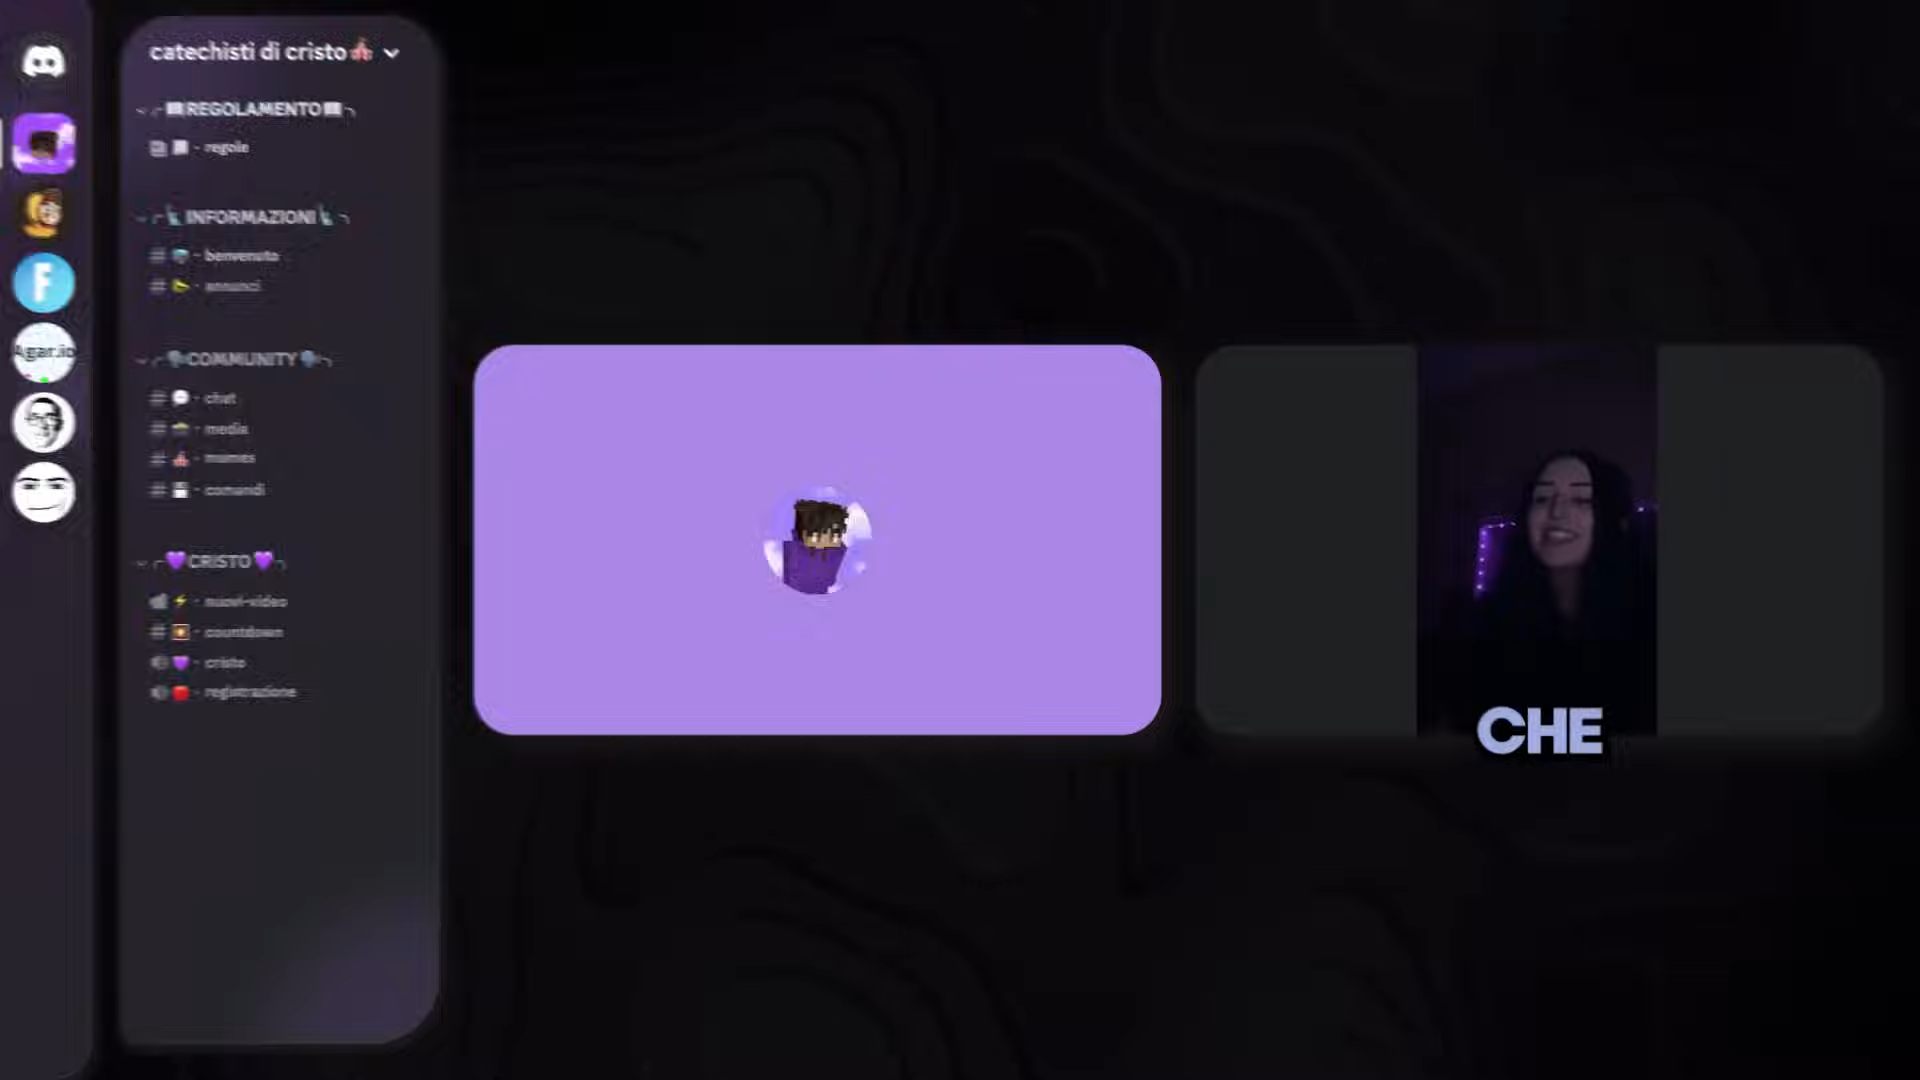 catechisti di cristo
REGOLAMENTO
- regole
INFORMAZIONI
- benvenuto
- annunci
COMMUNITY
- chat
- media
- memes
- comandi
CRISTO
- nuovi-video
- countdown
- cristo
- registrazione
F
Agar.io
CHE